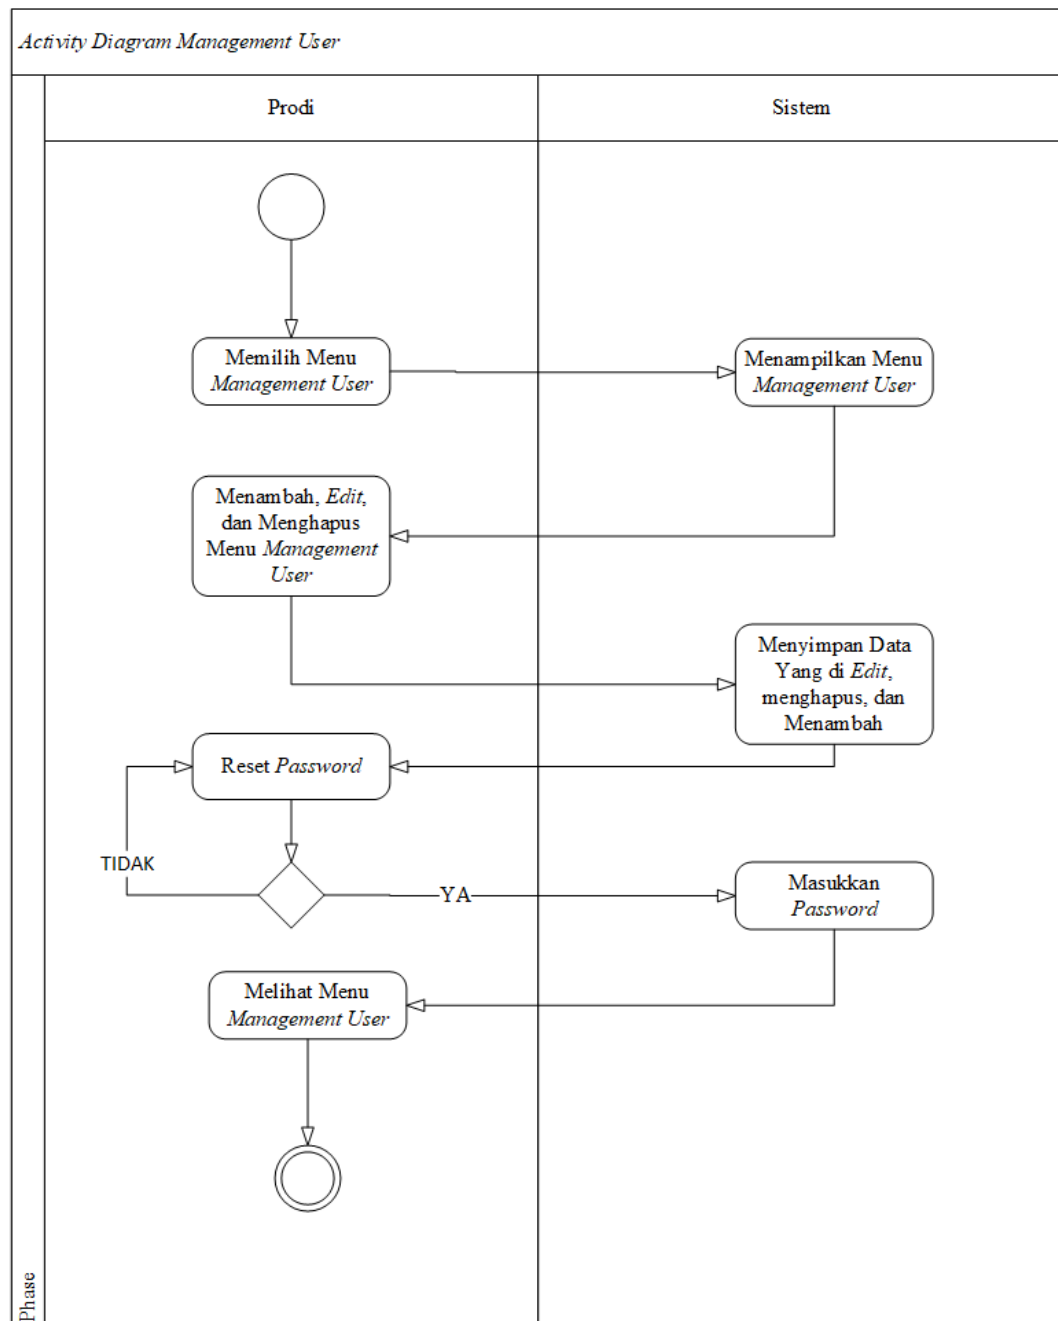 Activity Diagram Management User
Prodi
Sistem
Memilih Menu
Management User
Menampilkan Menu
Management User
Menambah, Edit,
dan Menghapus
Menu Management
User
Menyimpan Data
Yang di Edit,
menghapus, dan
Menambah
Reset Password
TIDAK
YA
Masukkan
Password
Melihat Menu
Management User
Phase